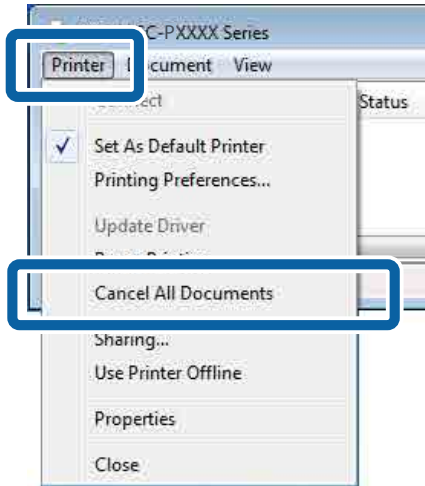 C-PXXXX Series
Printer Document View
Status
Set As Default Printer
Printing Preferences...
Update Driver
Cancel All Documents
Sharing...
Use Printer Offline
Properties
Close